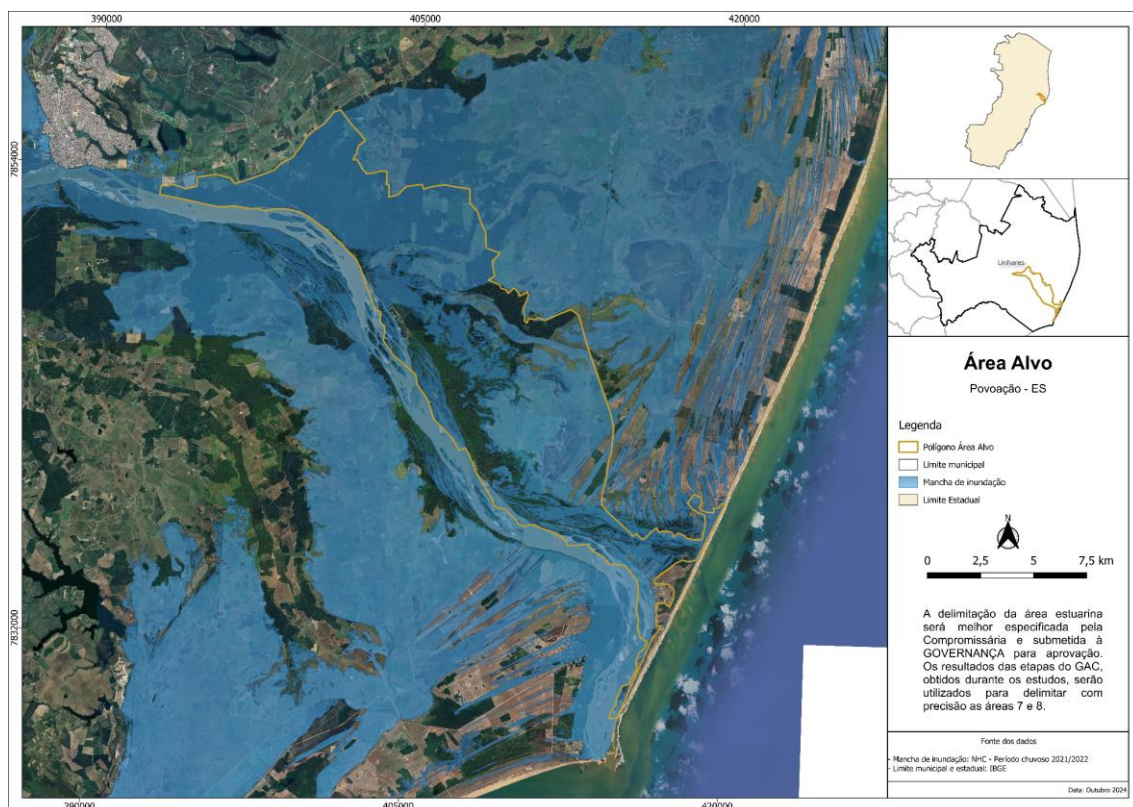 390000
405000
420000
7854000
7832000
390000
405000
420000
Linhares
Área Alvo
Povoação - ES
Legenda
Polígono Área Alvo
Limite municipal
Mancha de inundação
Limite Estadual
N
0 2,5 5 7,5 km
A delimitação da área estuarina
será melhor especificada pela
Compromissária e submetida à
GOVERNANÇA para aprovação.
Os resultados das etapas do GAC,
obtidos durante os estudos, serão
utilizados para delimitar com
precisão as áreas 7 e 8.
Fonte dos dados
- Mancha de inundação: NHC - Período chuvoso 2021/2022
- Limite municipal e estadual: IBGE
Data: Outubro 2024